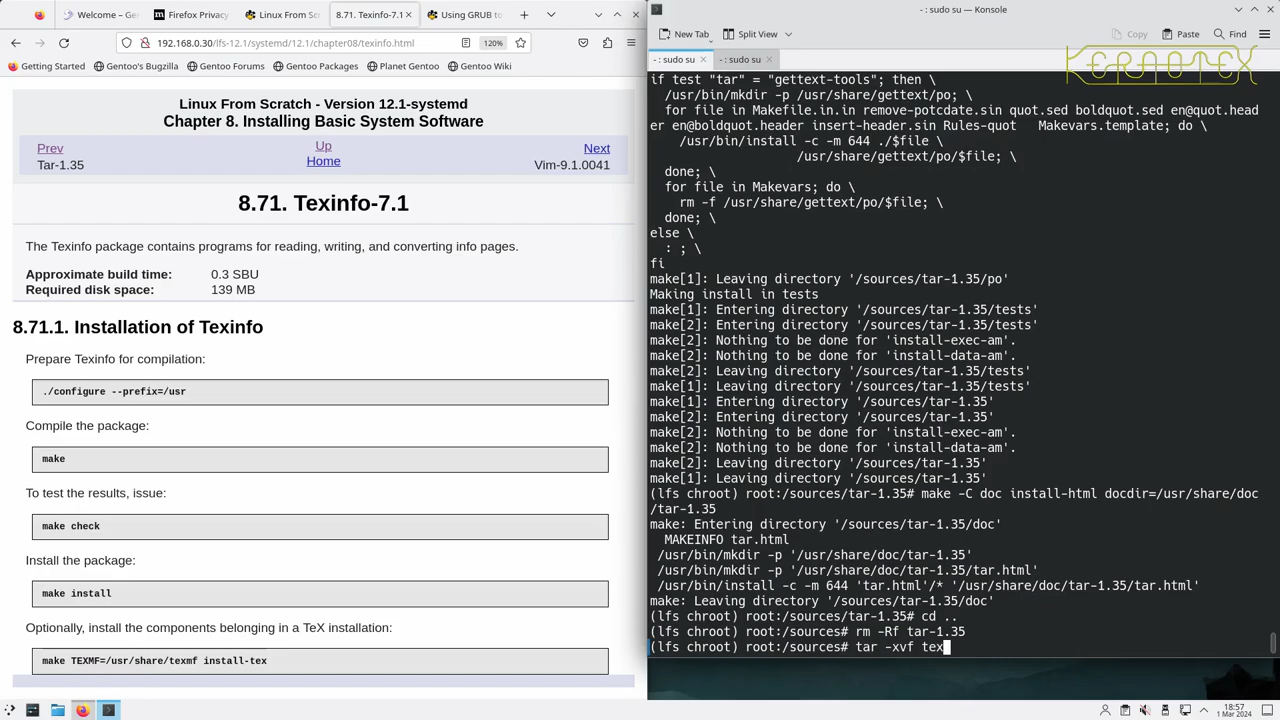 Welcome – Gen
Firefox Privacy
Linux From Scr
8.71. Texinfo-7.1
Using GRUB to
192.168.0.30/lfs-12.1/systemd/12.1/chapter08/texinfo.html
120%
Getting Started
Gentoo's Bugzilla
Gentoo Forums
Gentoo Packages
Planet Gentoo
Gentoo Wiki
Linux From Scratch - Version 12.1-systemd
Chapter 8. Installing Basic System Software
Prev
Up
Next
Tar-1.35
Home
Vim-9.1.0041
8.71. Texinfo-7.1
The Texinfo package contains programs for reading, writing, and converting info pages.
Approximate build time: 0.3 SBU
Required disk space: 139 MB
8.71.1. Installation of Texinfo
Prepare Texinfo for compilation:
./configure --prefix=/usr
Compile the package:
make
To test the results, issue:
make check
Install the package:
make install
Optionally, install the components belonging in a TeX installation:
make TEXMF=/usr/share/texmf install-tex
- : sudo su — Konsole
New Tab
Split View
Copy
Paste
Find
- : sudo su
- : sudo su
KERNOTEX
if test "tar" = "gettext-tools"; then \
  /usr/bin/mkdir -p /usr/share/gettext/po; \
  for file in Makefile.in.in remove-potcdate.sin quot.sed boldquot.sed en@quot.head
er en@boldquot.header insert-header.sin Rules-quot   Makevars.template; do \
    /usr/bin/install -c -m 644 ./$file \
                    /usr/share/gettext/po/$file; \
  done; \
  for file in Makevars; do \
    rm -f /usr/share/gettext/po/$file; \
  done; \
else \
  : ; \
fi
make[1]: Leaving directory '/sources/tar-1.35/po'
Making install in tests
make[1]: Entering directory '/sources/tar-1.35/tests'
make[2]: Entering directory '/sources/tar-1.35/tests'
make[2]: Nothing to be done for 'install-exec-am'.
make[2]: Nothing to be done for 'install-data-am'.
make[2]: Leaving directory '/sources/tar-1.35/tests'
make[1]: Leaving directory '/sources/tar-1.35/tests'
make[1]: Entering directory '/sources/tar-1.35'
make[2]: Entering directory '/sources/tar-1.35'
make[2]: Nothing to be done for 'install-exec-am'.
make[2]: Nothing to be done for 'install-data-am'.
make[2]: Leaving directory '/sources/tar-1.35'
make[1]: Leaving directory '/sources/tar-1.35'
(lfs chroot) root:/sources/tar-1.35# make -C doc install-html docdir=/usr/share/doc
/tar-1.35
make: Entering directory '/sources/tar-1.35/doc'
  MAKEINFO tar.html
 /usr/bin/mkdir -p '/usr/share/doc/tar-1.35'
 /usr/bin/mkdir -p '/usr/share/doc/tar-1.35/tar.html'
 /usr/bin/install -c -m 644 'tar.html'/* '/usr/share/doc/tar-1.35/tar.html'
make: Leaving directory '/sources/tar-1.35/doc'
(lfs chroot) root:/sources/tar-1.35# cd ..
(lfs chroot) root:/sources# rm -Rf tar-1.35
(lfs chroot) root:/sources# tar -xvf tex
18:57
1 Mar 2024